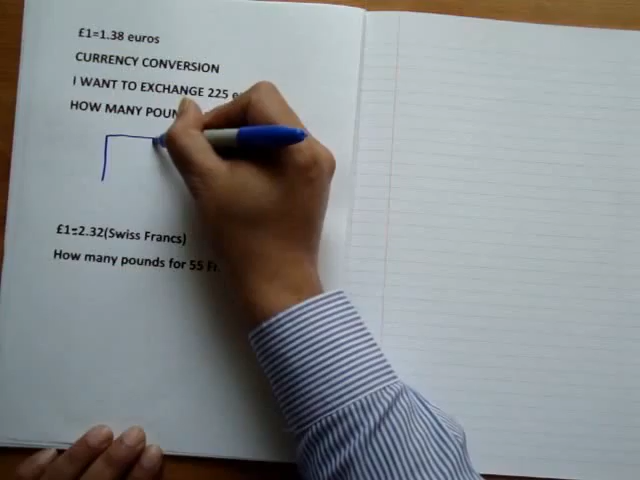 £1=1.38 euros
CURRENCY CONVERSION
I WANT TO EXCHANGE 225
HOW MANY
£1=2.32(Swiss Francs)
How many pounds for 55